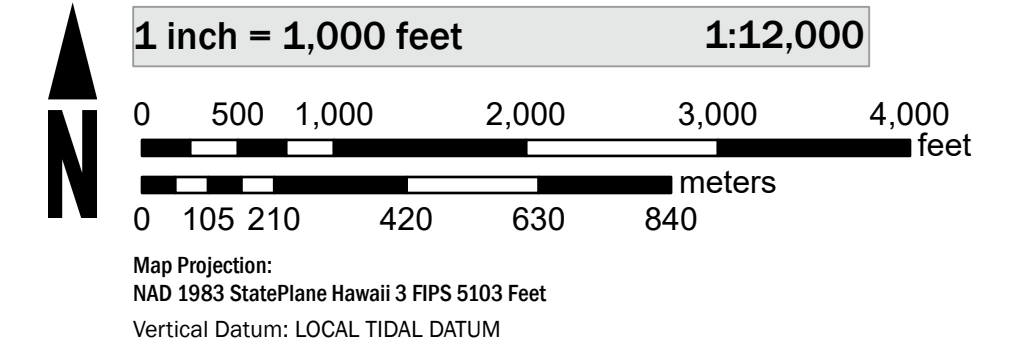 1 inch = 1,000 feet 1:12,000
0 500 1,000 2,000 3,000 4,000
feet
meters
0 105 210 420 630 840
N
Map Projection:
NAD 1983 StatePlane Hawaii 3 FIPS 5103 Feet
Vertical Datum: LOCAL TIDAL DATUM